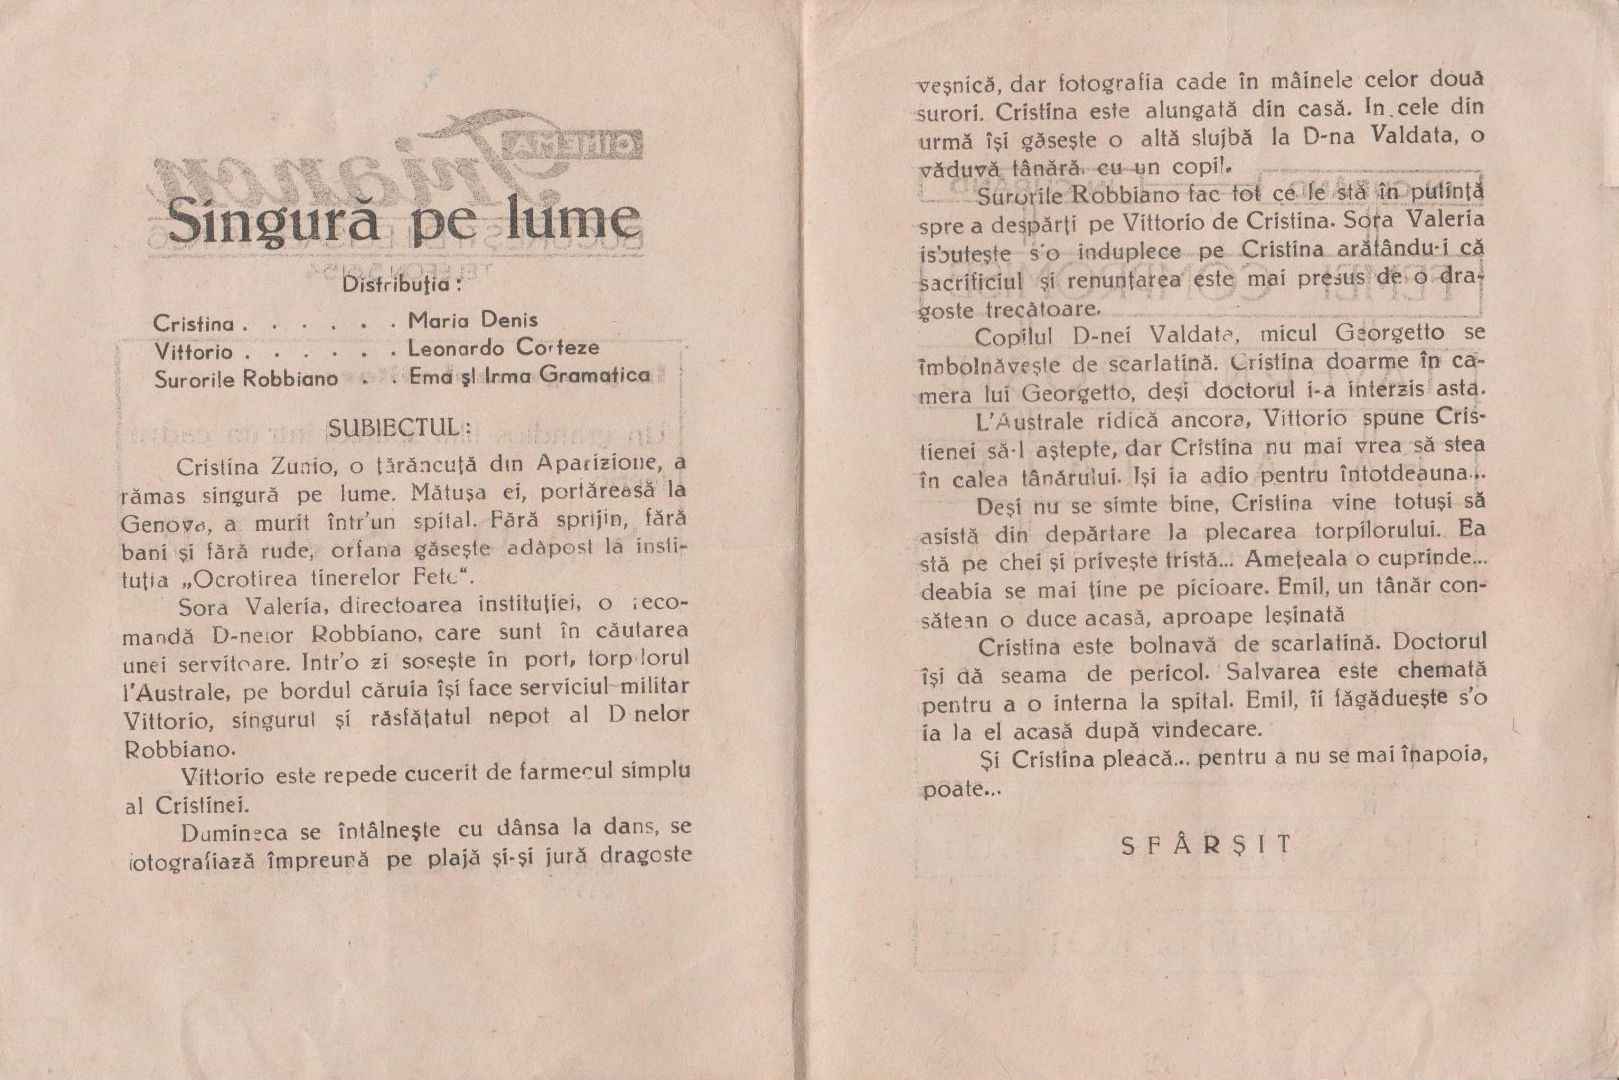 Singură pe lume
Distribuția :
Cristina . . . . . . Maria Denis
Vittorio . . . . . . Leonardo Corteze
Surorile Robbiano . . Ema și Irma Gramatica
SUBIECTUL :
Cristina Zunio, o țărăncuță din Aparizione, a
rămas singură pe lume. Mătușa ei, portăreasă la
Genova, a murit într'un spital. Fără sprijin, fără
bani și fără rude, orfana găsește adăpost la insti-
tuția „Ocrotirea tinerelor Fete“.
Sora Valeria, directoarea instituției, o reco-
mandă D-nelor Robbiano, care sunt în căutarea
unei servitoare. Intr'o zi sosește în port, torpilorul
l'Australe, pe bordul căruia își face serviciul militar
Vittorio, singurul și răsfățatul nepot al D-nelor
Robbiano.
Vittorio este repede cucerit de farmecul simplu
al Cristinei.
Dumineca se întâlnește cu dânsa la dans, se
fotografiază împreună pe plajă și-și jură dragoste
veșnică, dar fotografia cade în mâinele celor două
surori. Cristina este alungată din casă. In cele din
urmă își găsește o altă slujbă la D-na Valdata, o
văduvă tânără cu un copil.
Surorile Robbiano fac tot ce le stă în putință
spre a despărți pe Vittorio de Cristina. Sora Valeria
isbutește s'o induplece pe Cristina arătându-i că
sacrificiul și renunțarea este mai presus de o dra-
goste trecătoare.
Copilul D-nei Valdata, micul Georgetto se
îmbolnăvește de scarlatină. Cristina doarme în ca-
mera lui Georgetto, deși doctorul i-a interzis asta.
L'Australe ridică ancora, Vittorio spune Cris-
tienei să-l aștepte, dar Cristina nu mai vrea să stea
în calea tânărului. Iși ia adio pentru întotdeauna...
Deși nu se simte bine, Cristina vine totuși să
asistă din depărtare la plecarea torpilorului. Ea
stă pe chei și privește tristă... Amețeala o cuprinde...
deabia se mai ține pe picioare. Emil, un tânăr con-
sătean o duce acasă, aproape leșinată
Cristina este bolnavă de scarlatină. Doctorul
își dă seama de pericol. Salvarea este chemată
pentru a o interna la spital. Emil, îi făgăduește s'o
ia la el acasă după vindecare.
Și Cristina pleacă... pentru a nu se mai înapoia,
poate...
SFÂRȘIT